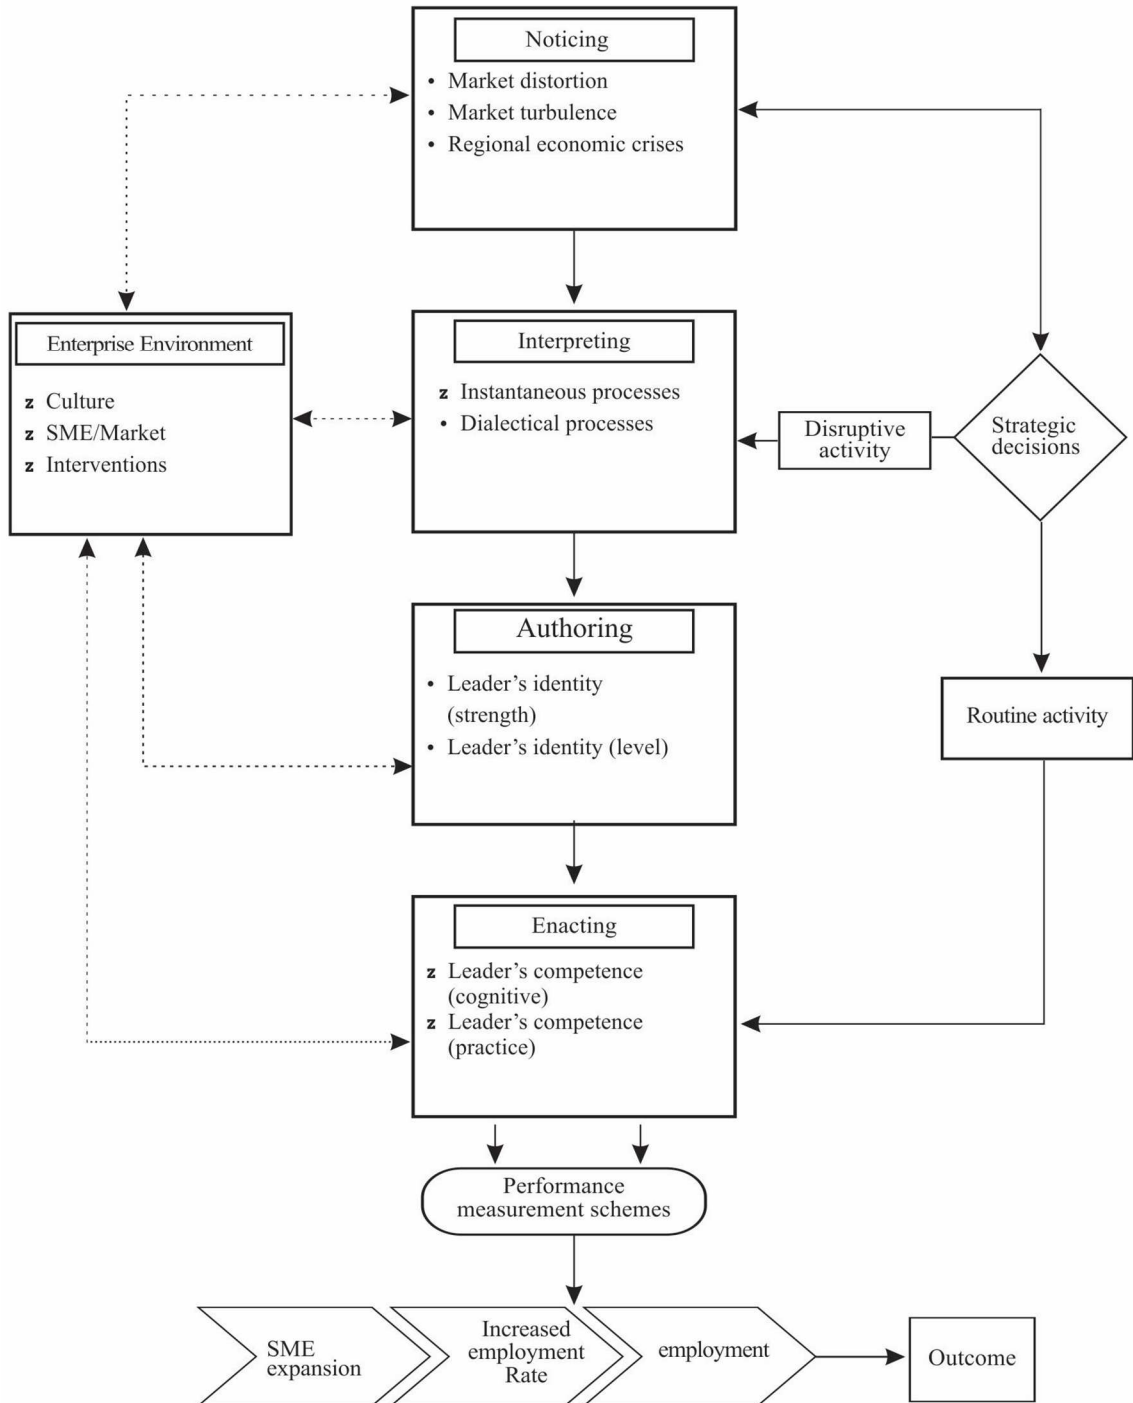 Noticing
• Market distortion
• Market turbulence
• Regional economic crises
Enterprise Environment
z Culture
z SME/Market
z Interventions
Interpreting
z Instantaneous processes
• Dialectical processes
Disruptive
activity
Strategic
decisions
Authoring
• Leader’s identity
(strength)
• Leader’s identity (level)
Routine activity
Enacting
z Leader’s competence
(cognitive)
z Leader’s competence
(practice)
Performance
measurement schemes
SME
expansion
Increased
employment
Rate
employment
Outcome